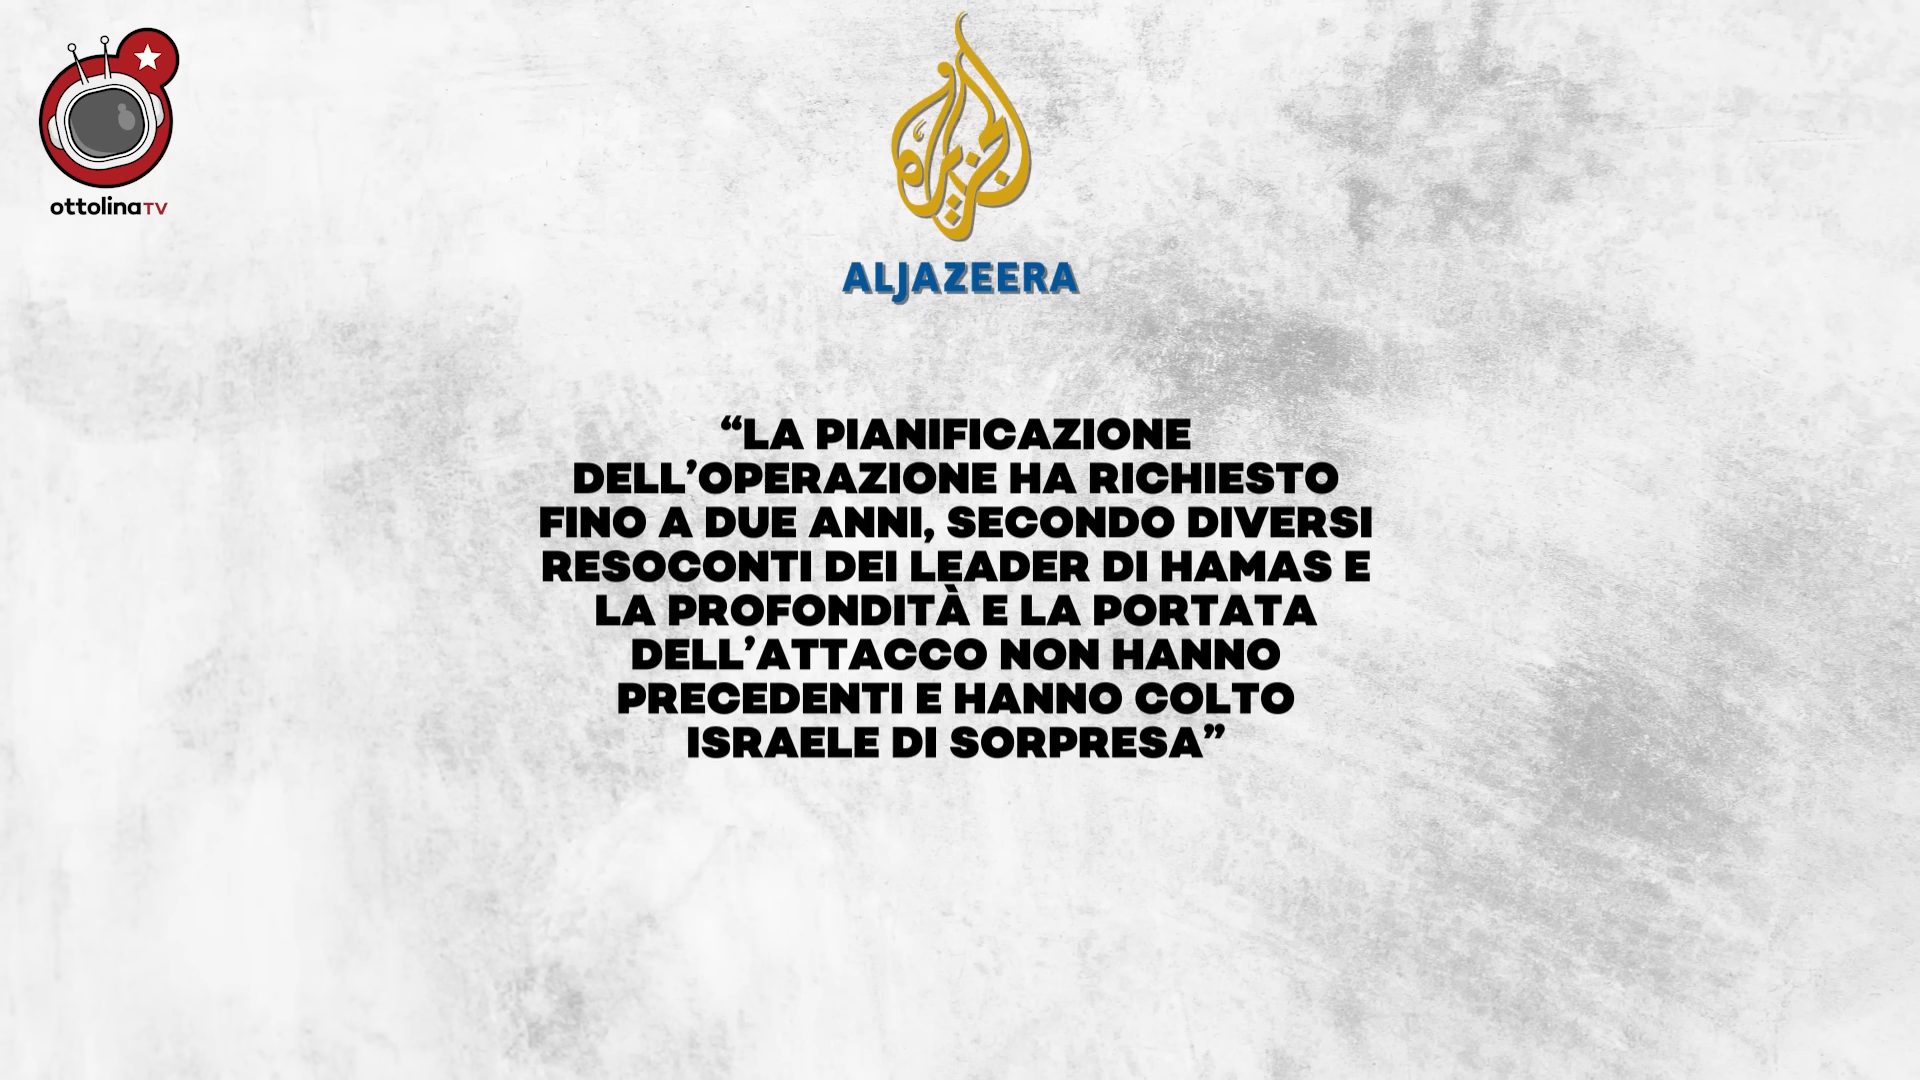 ottolinaTV
الجزيرة
ALJAZEERA
“LA PIANIFICAZIONE
DELL’OPERAZIONE HA RICHIESTO
FINO A DUE ANNI, SECONDO DIVERSI
RESOCONTI DEI LEADER DI HAMAS E
LA PROFONDITÀ E LA PORTATA
DELL’ATTACCO NON HANNO
PRECEDENTI E HANNO COLTO
ISRAELE DI SORPRESA”